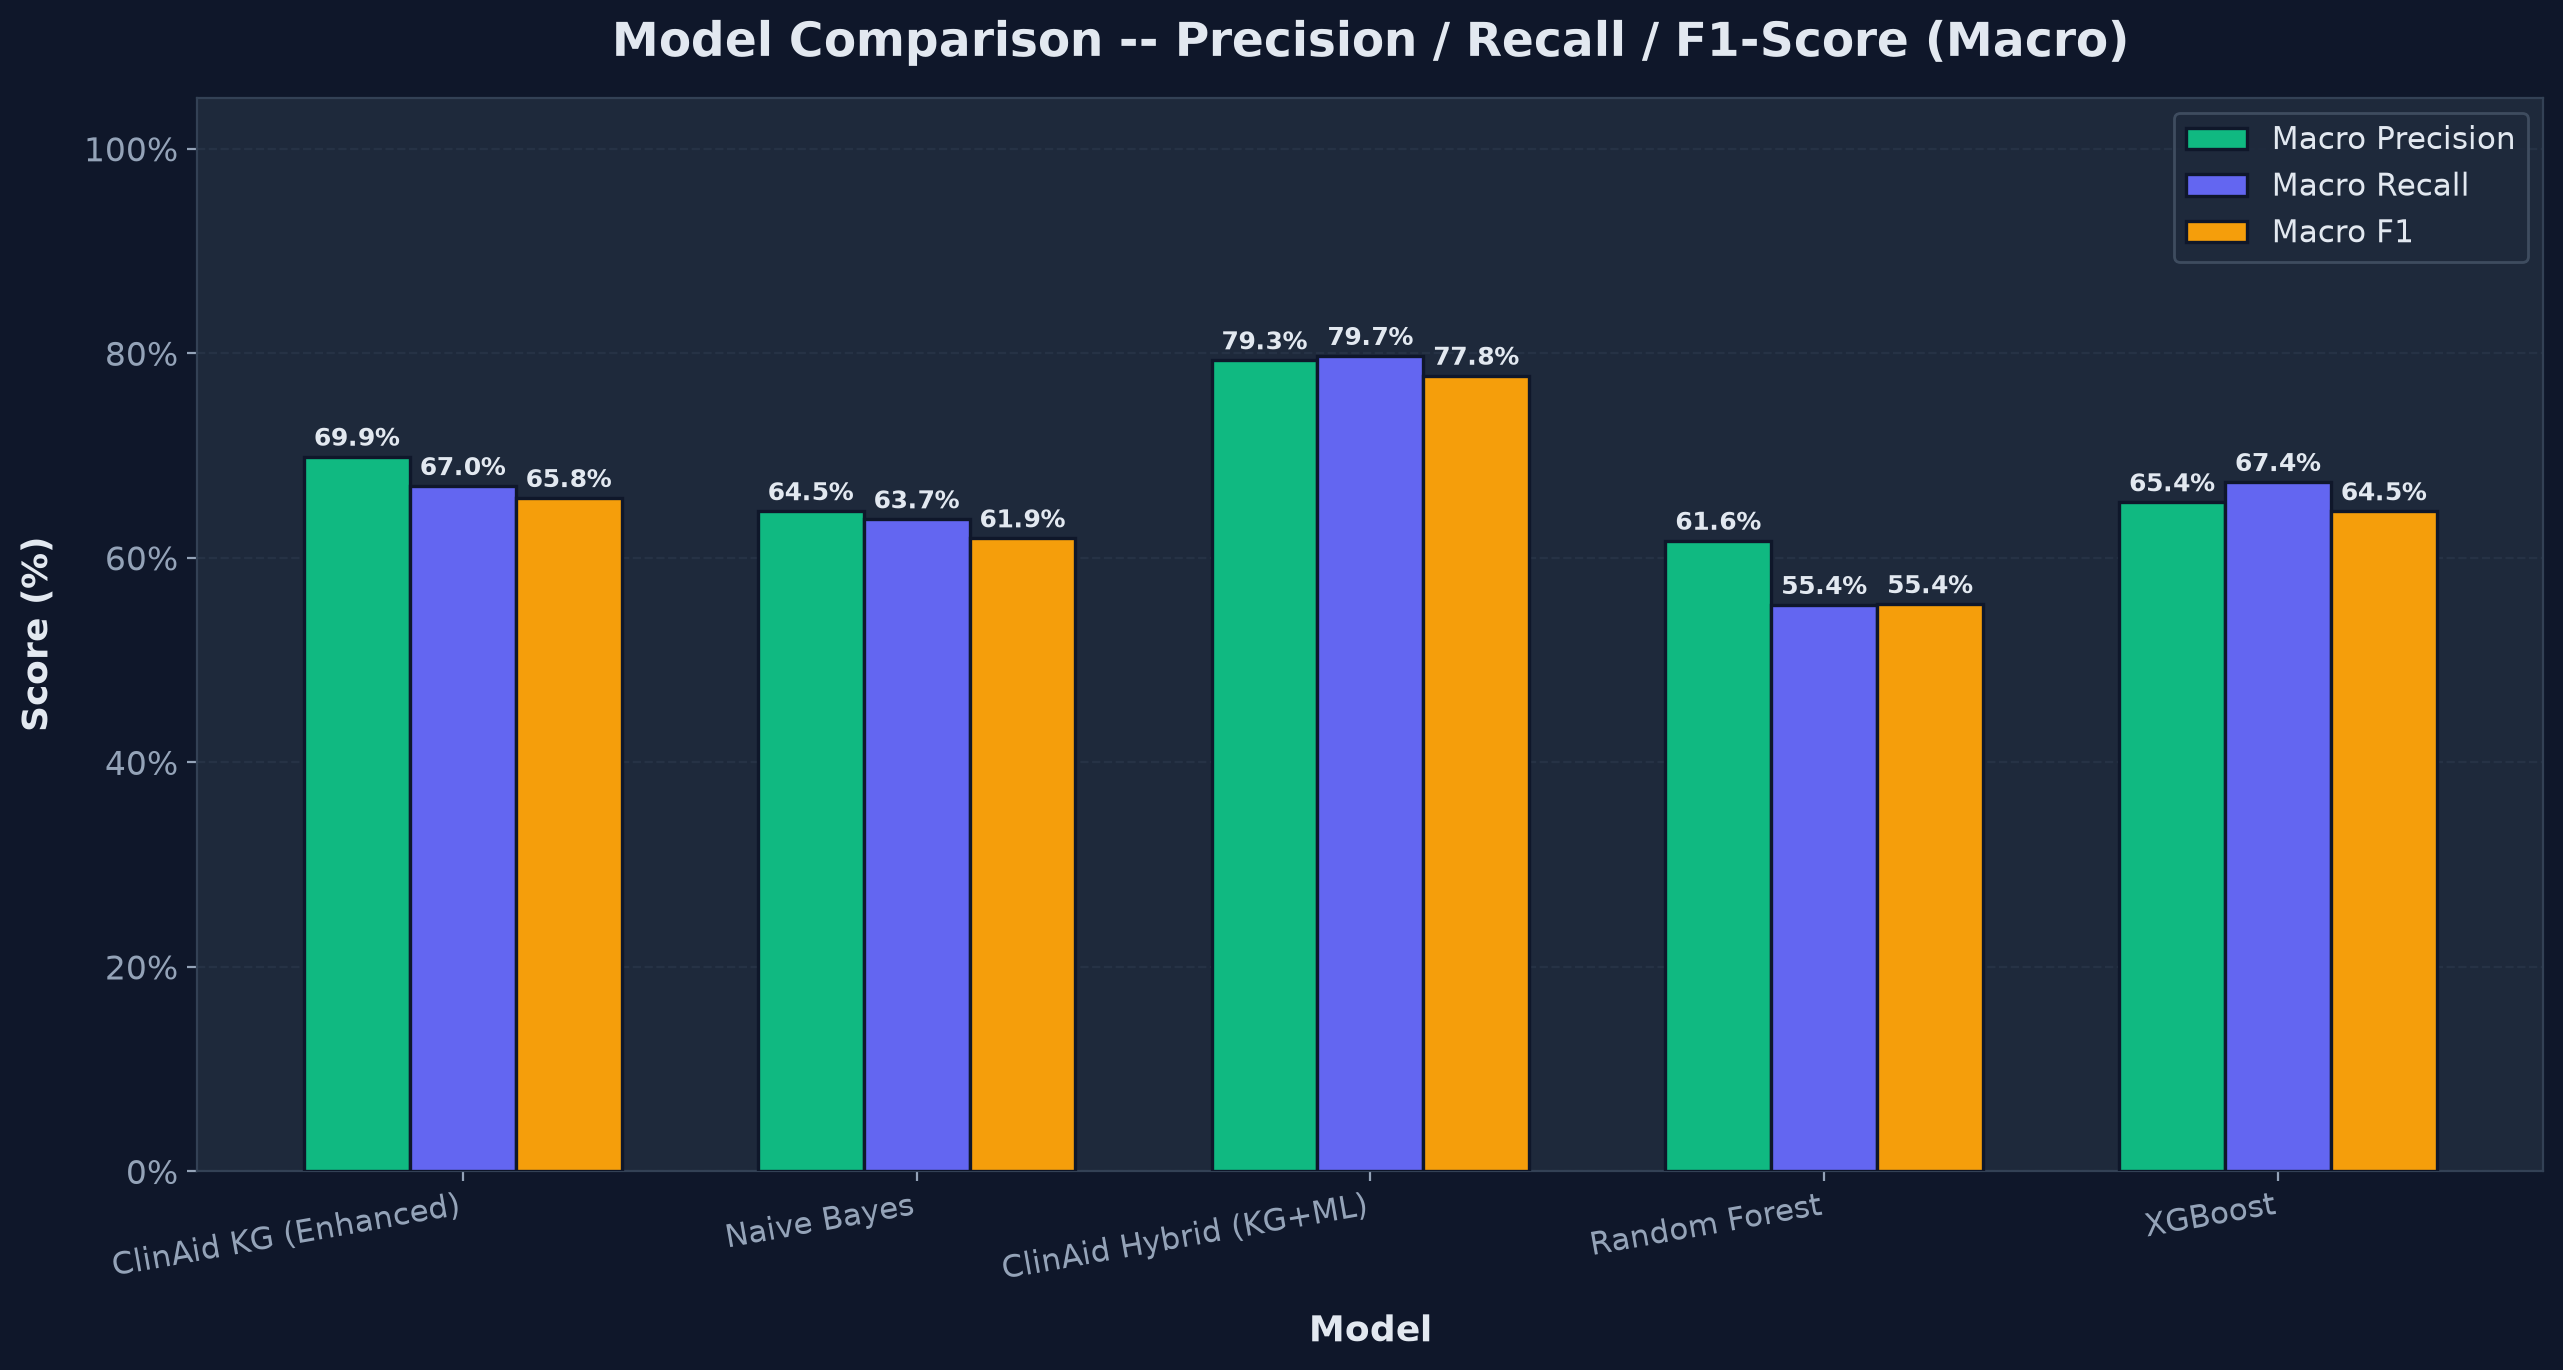 Model Comparison -- Precision / Recall / F1-Score (Macro)
Macro Precision
Macro Recall
Macro F1
Score (%)
100%
80%
60%
40%
20%
0%
69.9%
67.0%
65.8%
64.5%
63.7%
61.9%
79.3%
79.7%
77.8%
61.6%
55.4%
55.4%
65.4%
67.4%
64.5%
ClinAid KG (Enhanced)
Naive Bayes
ClinAid Hybrid (KG+ML)
Random Forest
XGBoost
Model